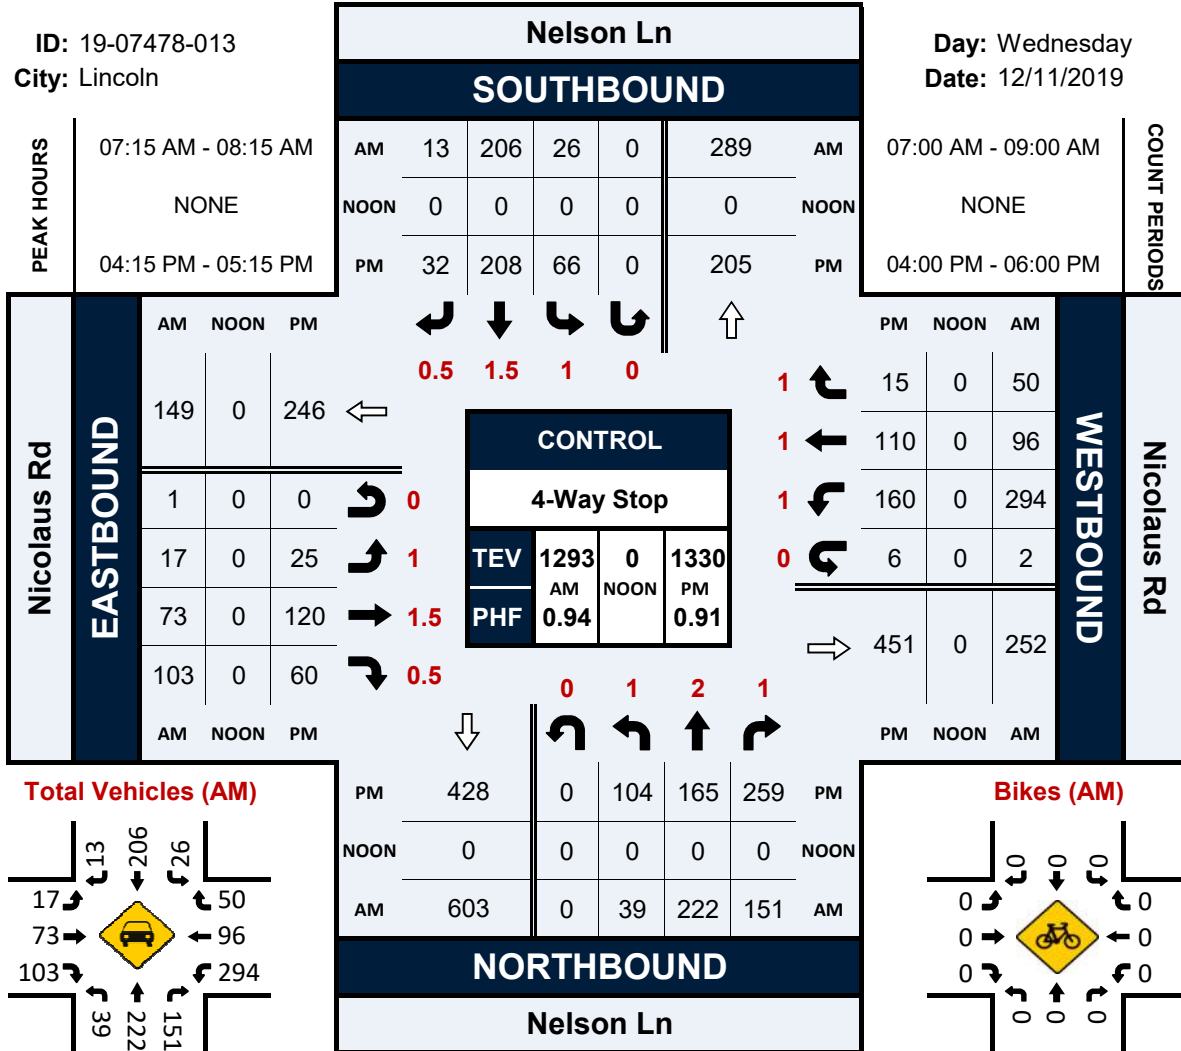 Nelson Ln
ID: 19-07478-013
Day: Wednesday
City: Lincoln
Date: 12/11/2019
SOUTHBOUND
PEAK HOURS
07:15 AM - 08:15 AM
NONE
04:15 PM - 05:15 PM
AM 13 206 26 0 289 AM
NOON 0 0 0 0 0 NOON
PM 32 208 66 0 205 PM
07:00 AM - 09:00 AM
NONE
04:00 PM - 06:00 PM
COUNT PERIODS
0.5 1.5 1 0
Nicolaus Rd
EASTBOUND
AM NOON PM
149 0 246
1 0 0 0
17 0 25 1
73 0 120 1.5
103 0 60 0.5
AM NOON PM
CONTROL
4-Way Stop
TEV 1293 0 1330
AM NOON PM
PHF 0.94 0.91
PM NOON AM
1 15 0 50
1 110 0 96
1 160 0 294
0 6 0 2
451 0 252
PM NOON AM
WESTBOUND
Nicolaus Rd
0 1 2 1
PM 428 0 104 165 259 PM
NOON 0 0 0 0 0 NOON
AM 603 0 39 222 151 AM
NORTHBOUND
Nelson Ln
Total Vehicles (AM)
13 206 26
17 50
73 96
103 294
39 222 151
Bikes (AM)
0 0 0
0 0
0 0
0 0
0 0 0